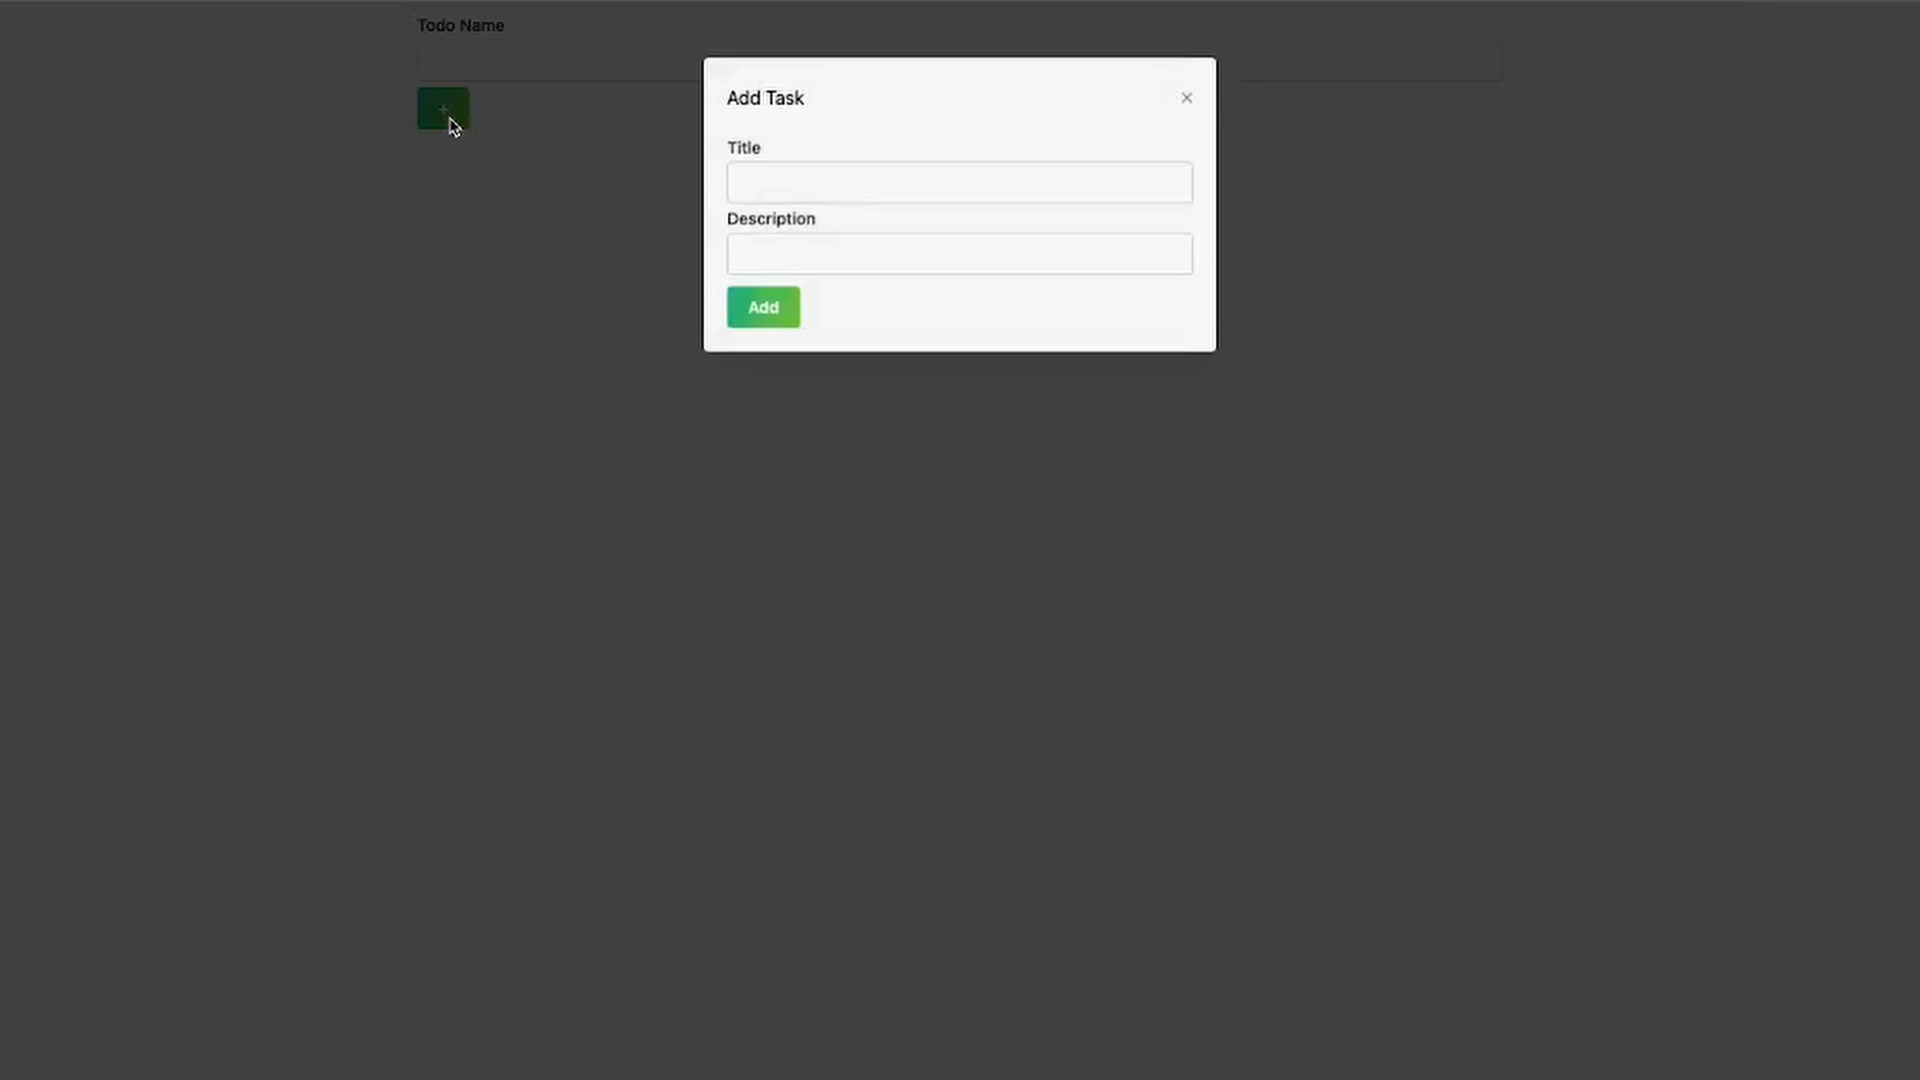 Todo Name
+
Add Task
×
Title
Description
Add